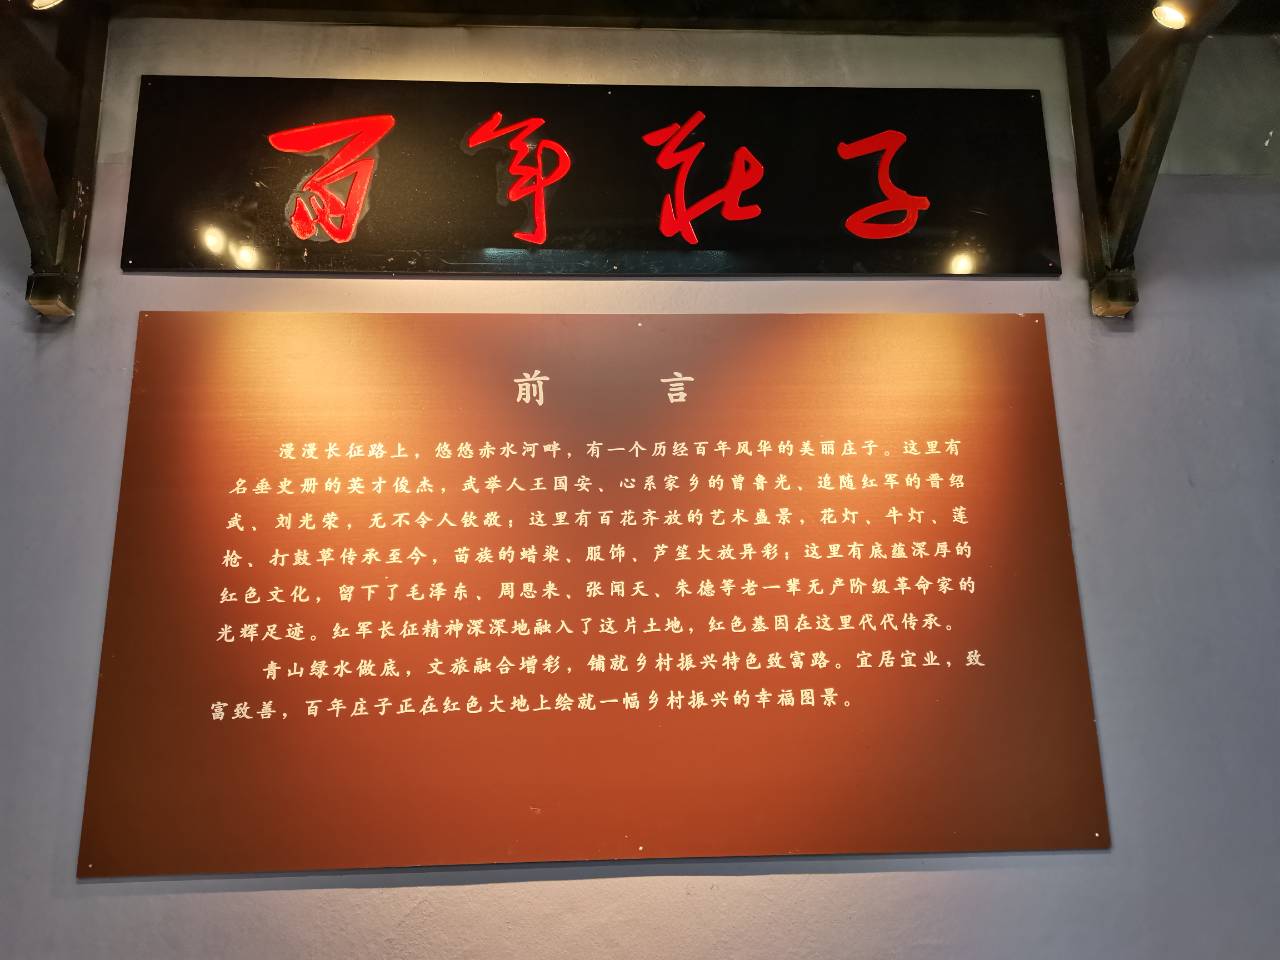 百年庄子
前言
漫漫长征路上，悠悠赤水河畔，有一个历经百年风华的美丽庄子。这里有
名垂史册的英才俊杰，武举人王国安、心系家乡的曾鲁光、追随红军的晋绍
武、刘光荣，无不令人钦敬；这里有百花齐放的艺术盛景，花灯、牛灯、莲
枪、打鼓草传承至今，苗族的蜡染、服饰、芦笙大放异彩；这里有底蕴深厚的
红色文化，留下了毛泽东、周恩来、张闻天、朱德等老一辈无产阶级革命家的
光辉足迹。红军长征精神深深地融入了这片土地，红色基因在这里代代传承。
青山绿水做底，文旅融合增彩，铺就乡村振兴特色致富路。宜居宜业，致
富致善，百年庄子正在红色大地上绘就一幅乡村振兴的幸福图景。